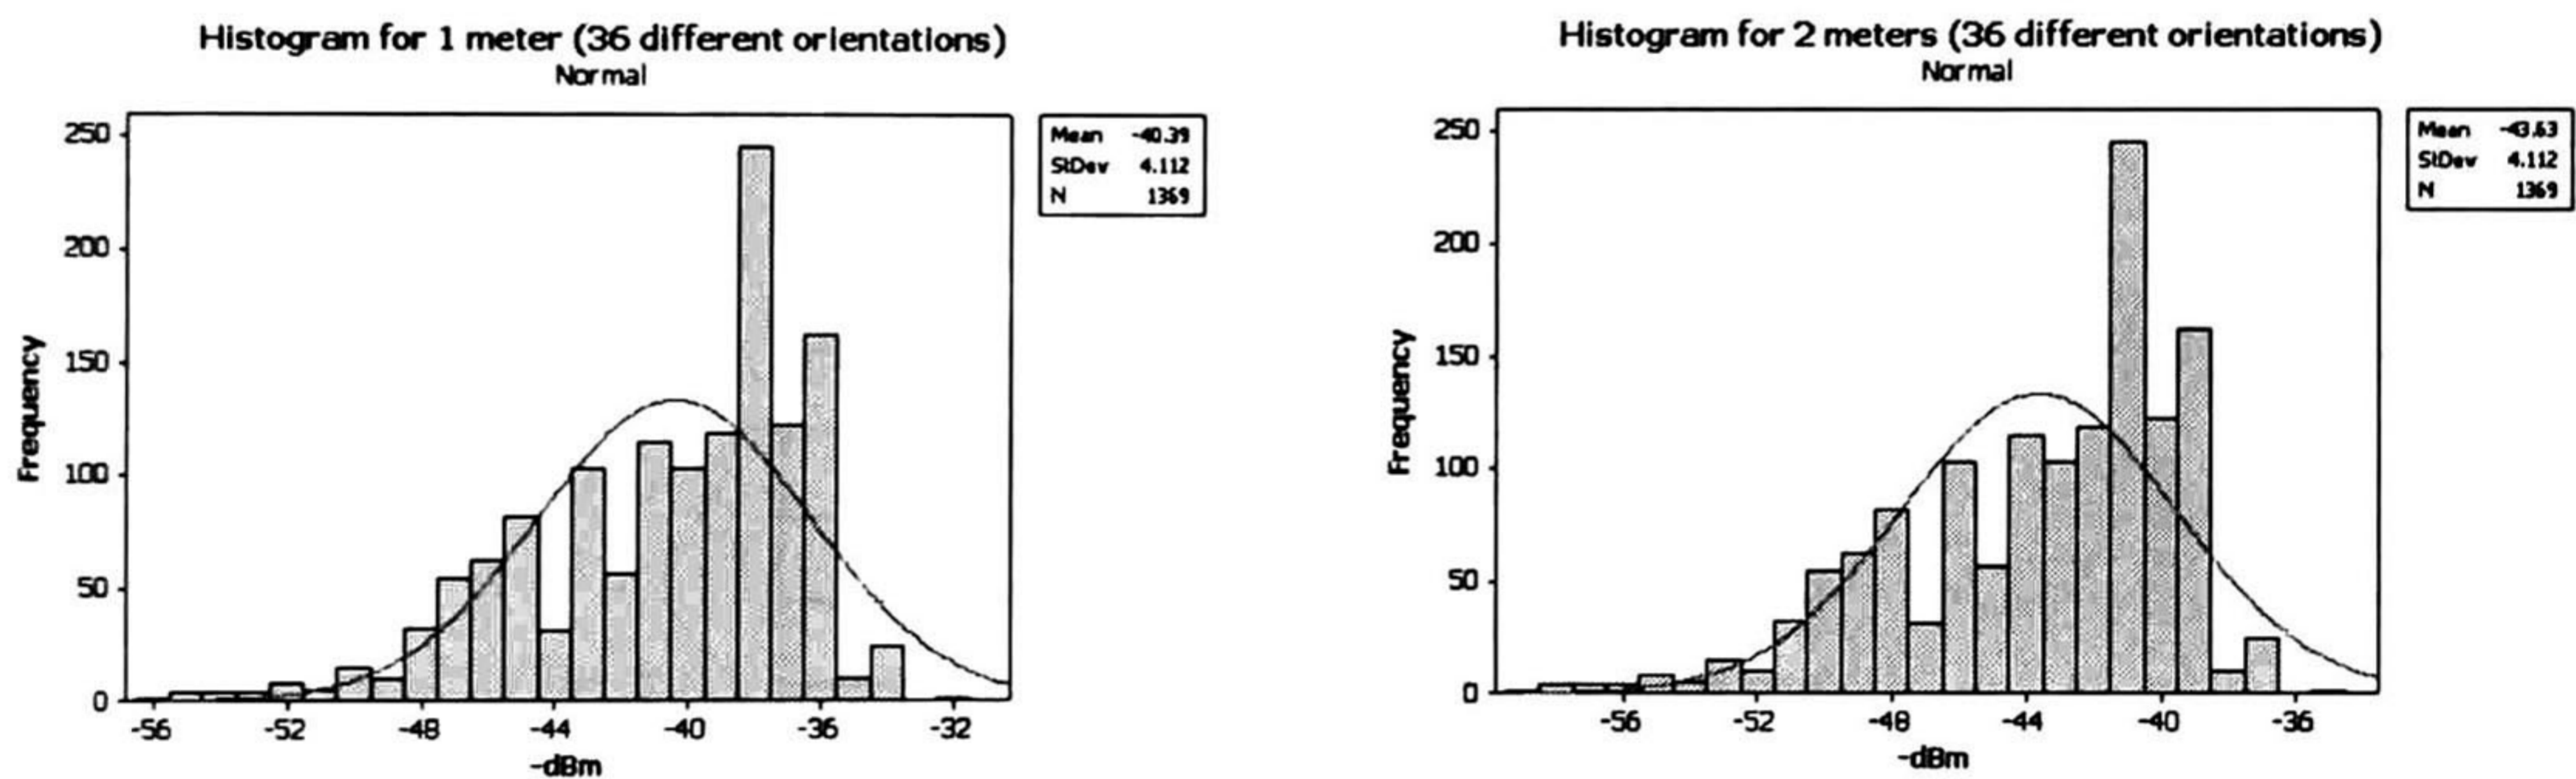 Histogram for 1 meter (36 different orientations)
Normal
Mean -40.39
StDev 4.112
N 1369
Frequency
250
200
150
100
50
0
-56 -52 -48 -44 -40 -36 -32
-dBm
Histogram for 2 meters (36 different orientations)
Normal
Mean -43.63
StDev 4.112
N 1369
Frequency
250
200
150
100
50
0
-56 -52 -48 -44 -40 -36
-dBm